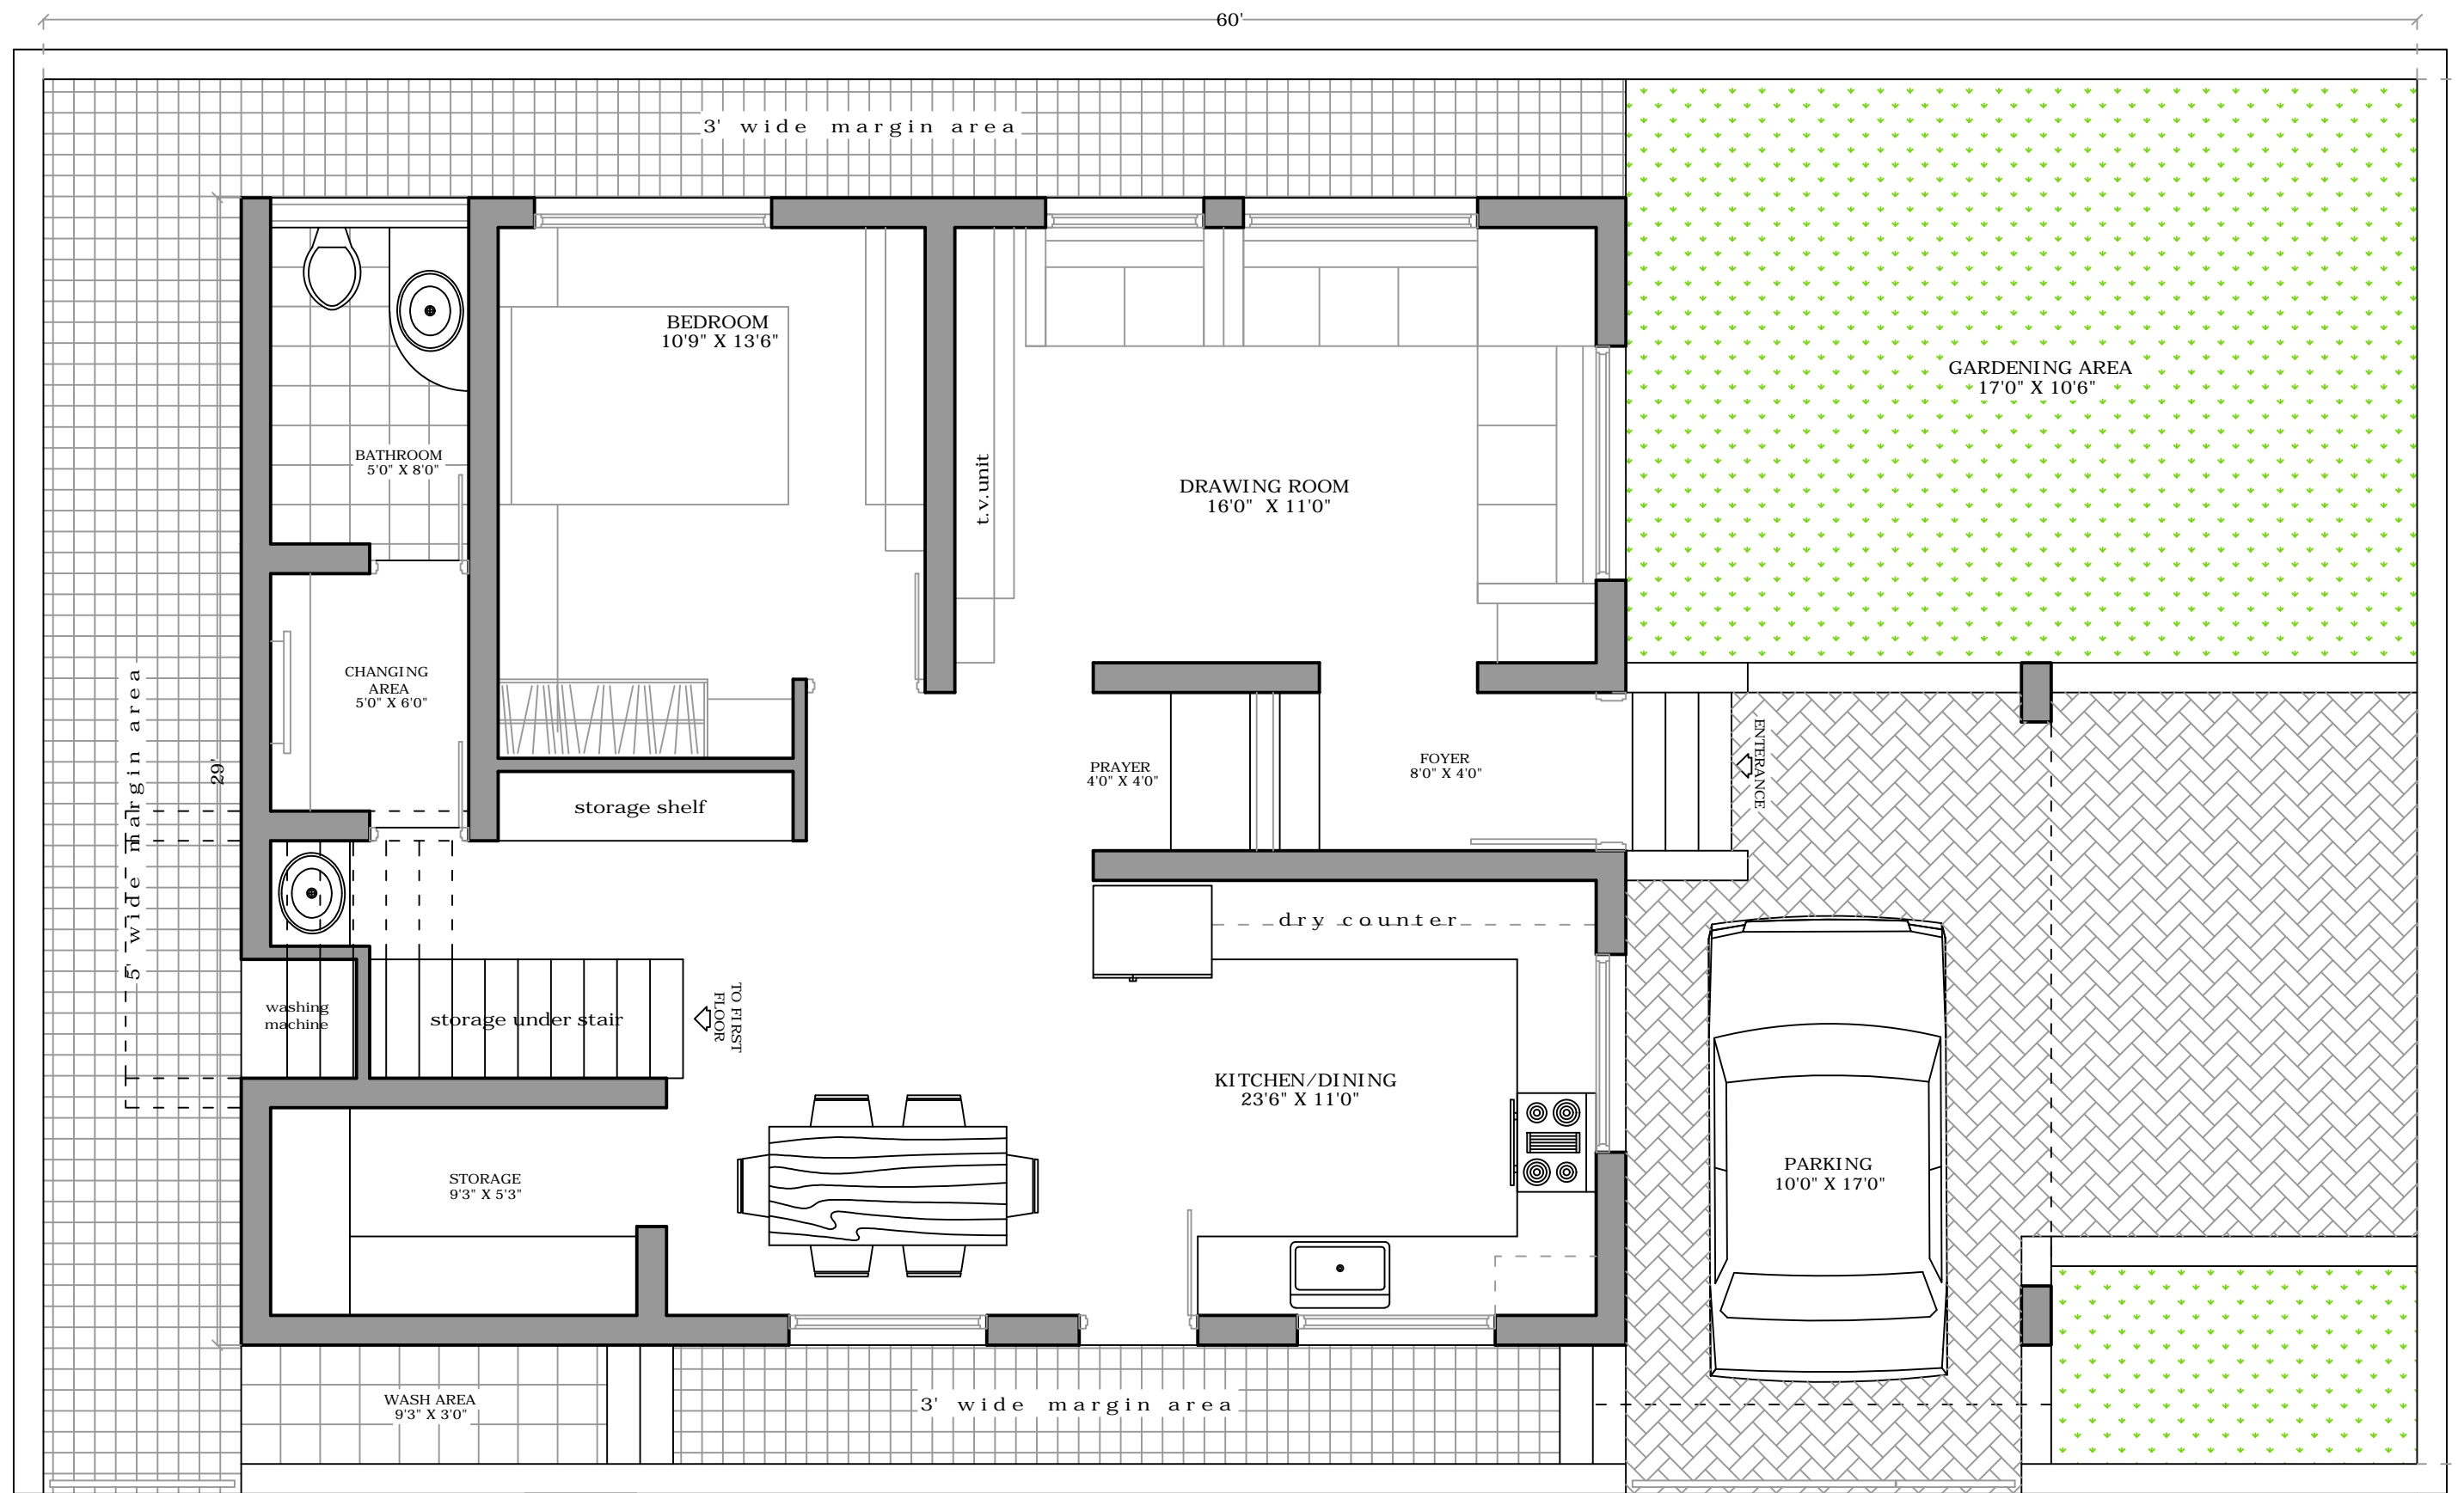 60'
3' wide margin area
BEDROOM
10'9" X 13'6"
GARDENING AREA
17'0" X 10'6"
BATHROOM
5'0" X 8'0"
t.v.unit
DRAWING ROOM
16'0" X 11'0"
CHANGING
AREA
5'0" X 6'0"
5' wide margin area
29'
storage shelf
PRAYER
4'0" X 4'0"
FOYER
8'0" X 4'0"
ENTERANCE
dry counter
washing
machine
storage under stair
TO FIRST
FLOOR
KITCHEN/DINING
23'6" X 11'0"
STORAGE
9'3" X 5'3"
PARKING
10'0" X 17'0"
WASH AREA
9'3" X 3'0"
3' wide margin area